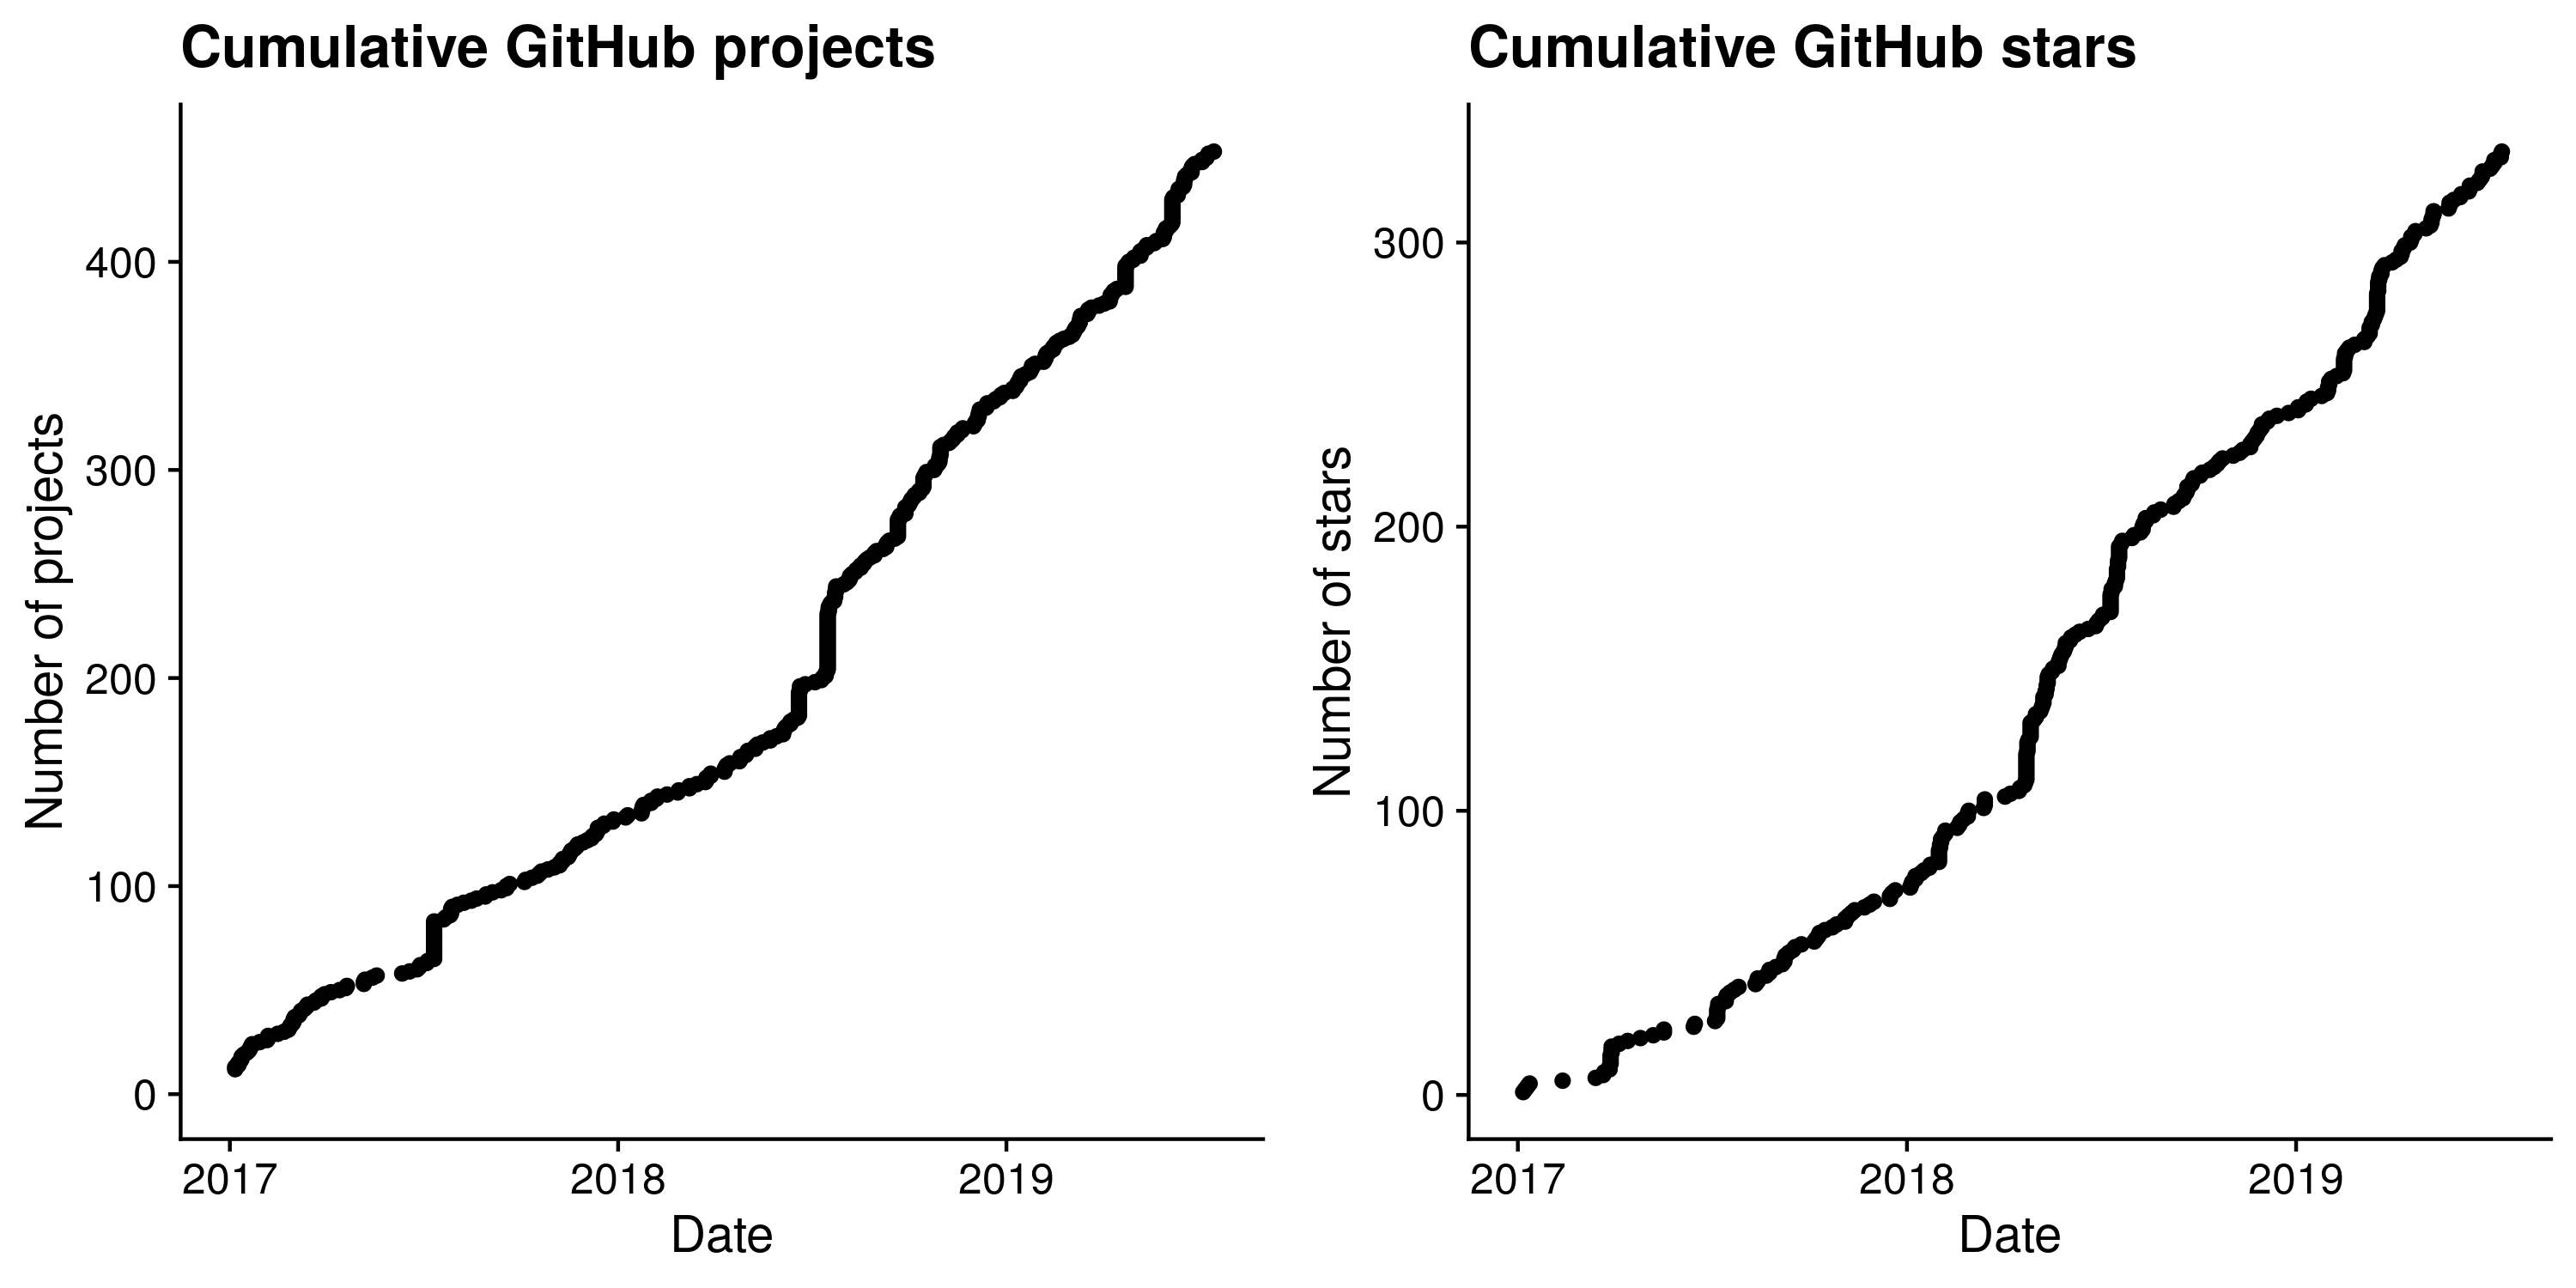 Cumulative GitHub projects
Number of projects
400
300
200
100
0
2017 2018 2019
Date
Cumulative GitHub stars
Number of stars
300
200
100
0
2017 2018 2019
Date